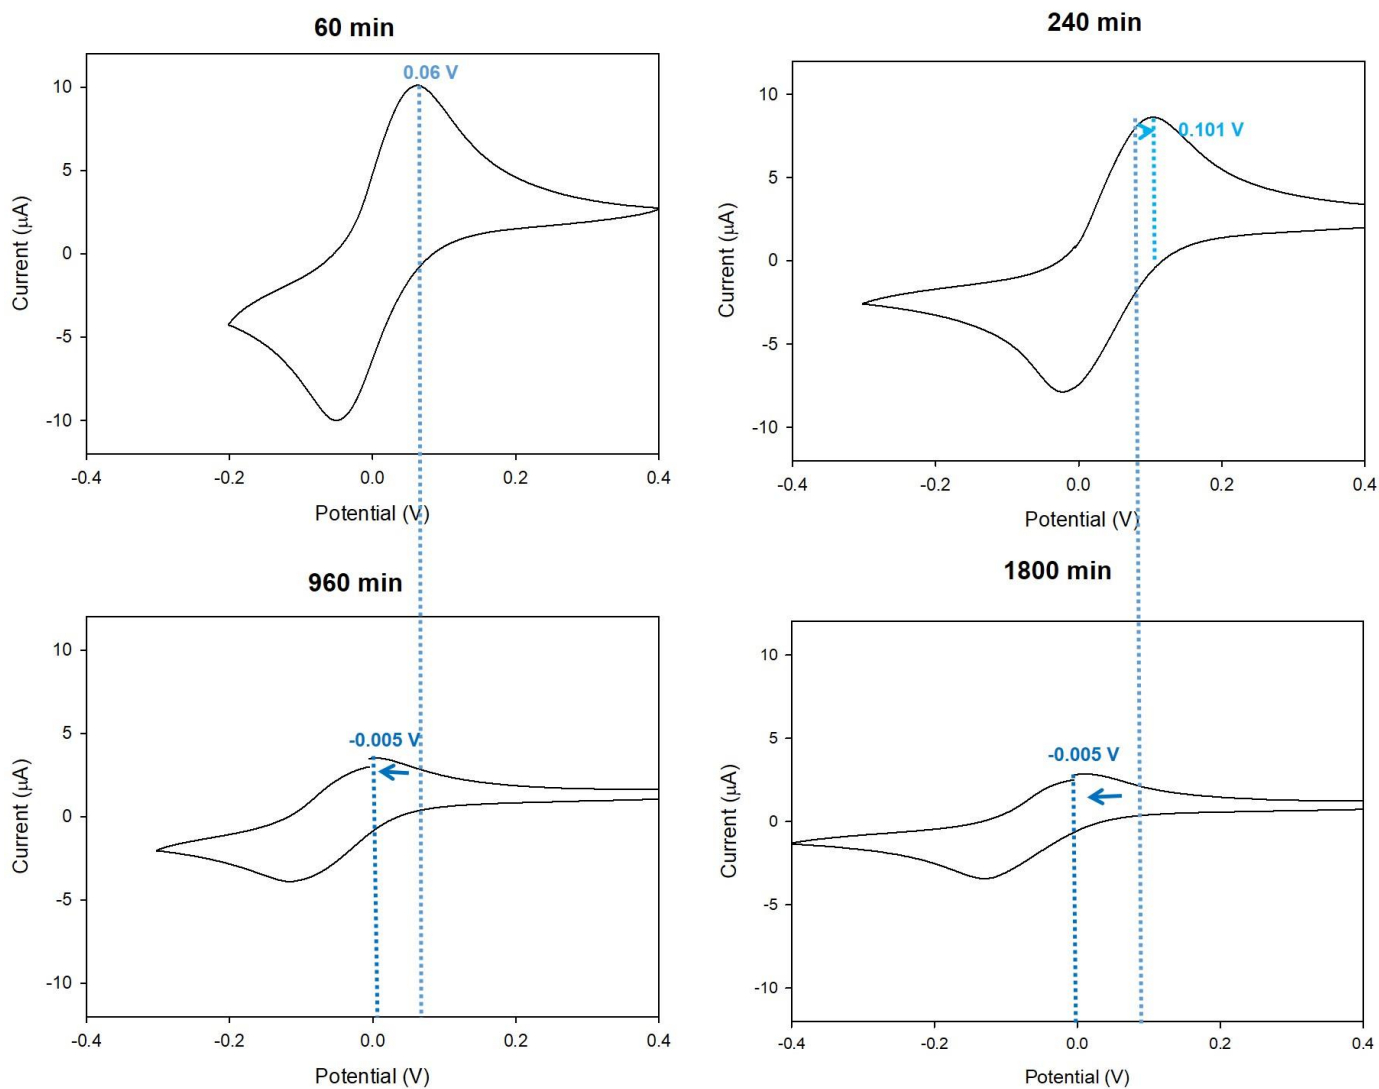 60 min
0.06 V
10
5
0
-5
-10
Current (μA)
-0.4
-0.2
0.0
0.2
0.4
Potential (V)
240 min
0.101 V
10
5
0
-5
-10
Current (μA)
-0.4
-0.2
0.0
0.2
0.4
Potential (V)
960 min
-0.005 V
10
5
0
-5
-10
Current (μA)
-0.4
-0.2
0.0
0.2
0.4
Potential (V)
1800 min
-0.005 V
10
5
0
-5
-10
Current (μA)
-0.4
-0.2
0.0
0.2
0.4
Potential (V)